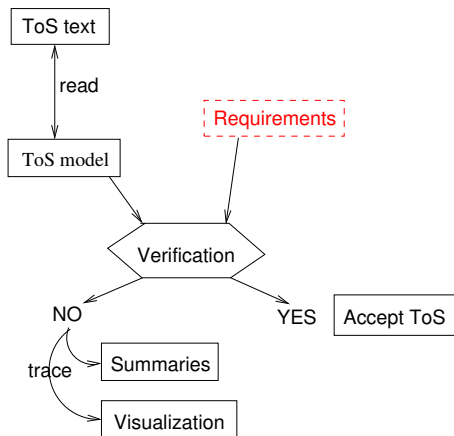 ToS text
read
Requirements
ToS model
Verification
NO
YES
Accept ToS
Summaries
trace
Visualization